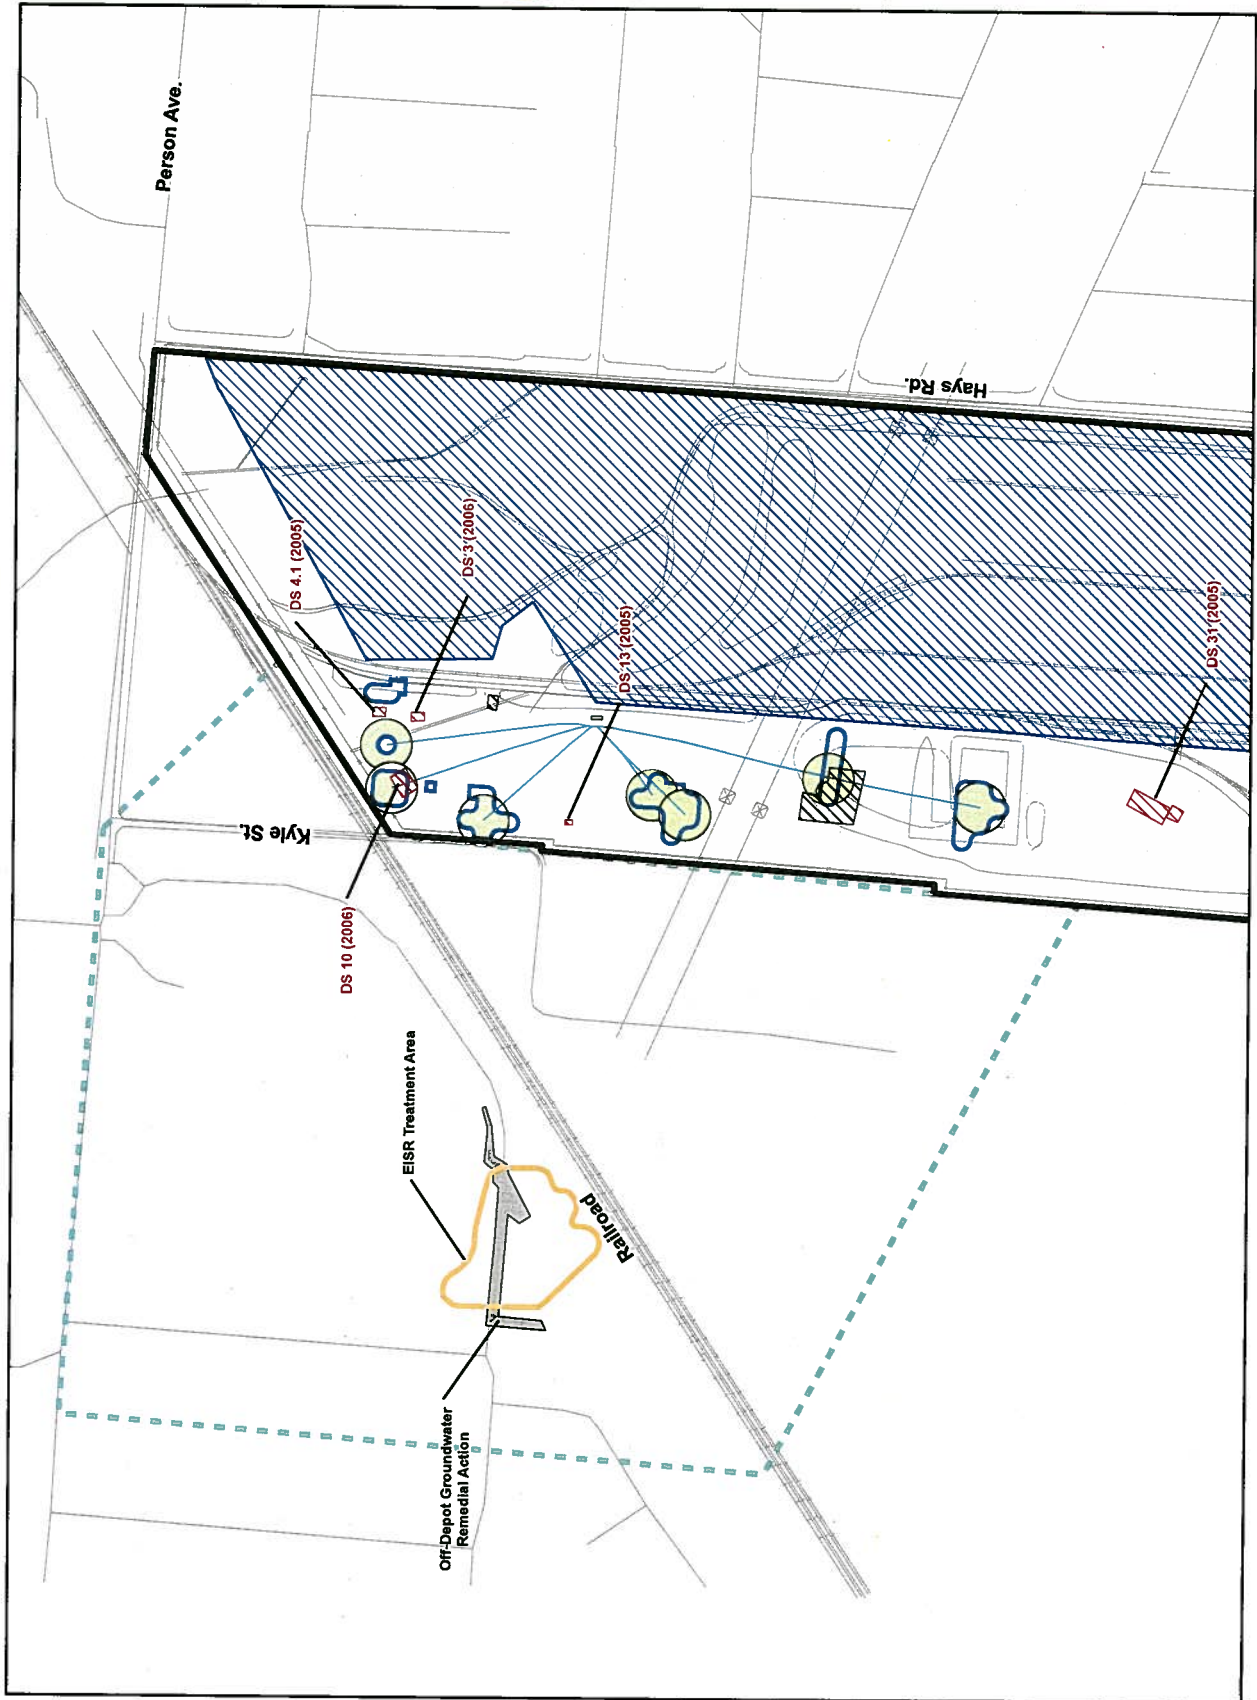 Person Ave.
Hays Rd.
DS 4.1 (2005)
DS 3 (2006)
DS 13 (2005)
DS 31 (2005)
Kyle St.
DS 10 (2006)
EISR Treatment Area
Railroad
Off-Depot Groundwater
Remedial Action